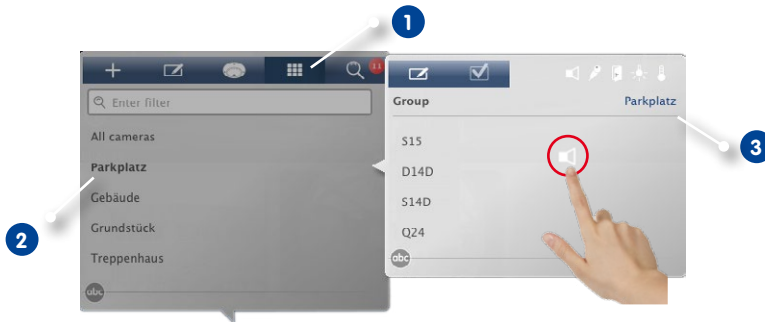 1
11
Enter filter
All cameras
Parkplatz
Gebäude
Grundstück
Treppenhaus
abc
2
Group Parkplatz
S15
D14D
S14D
Q24
abc
3